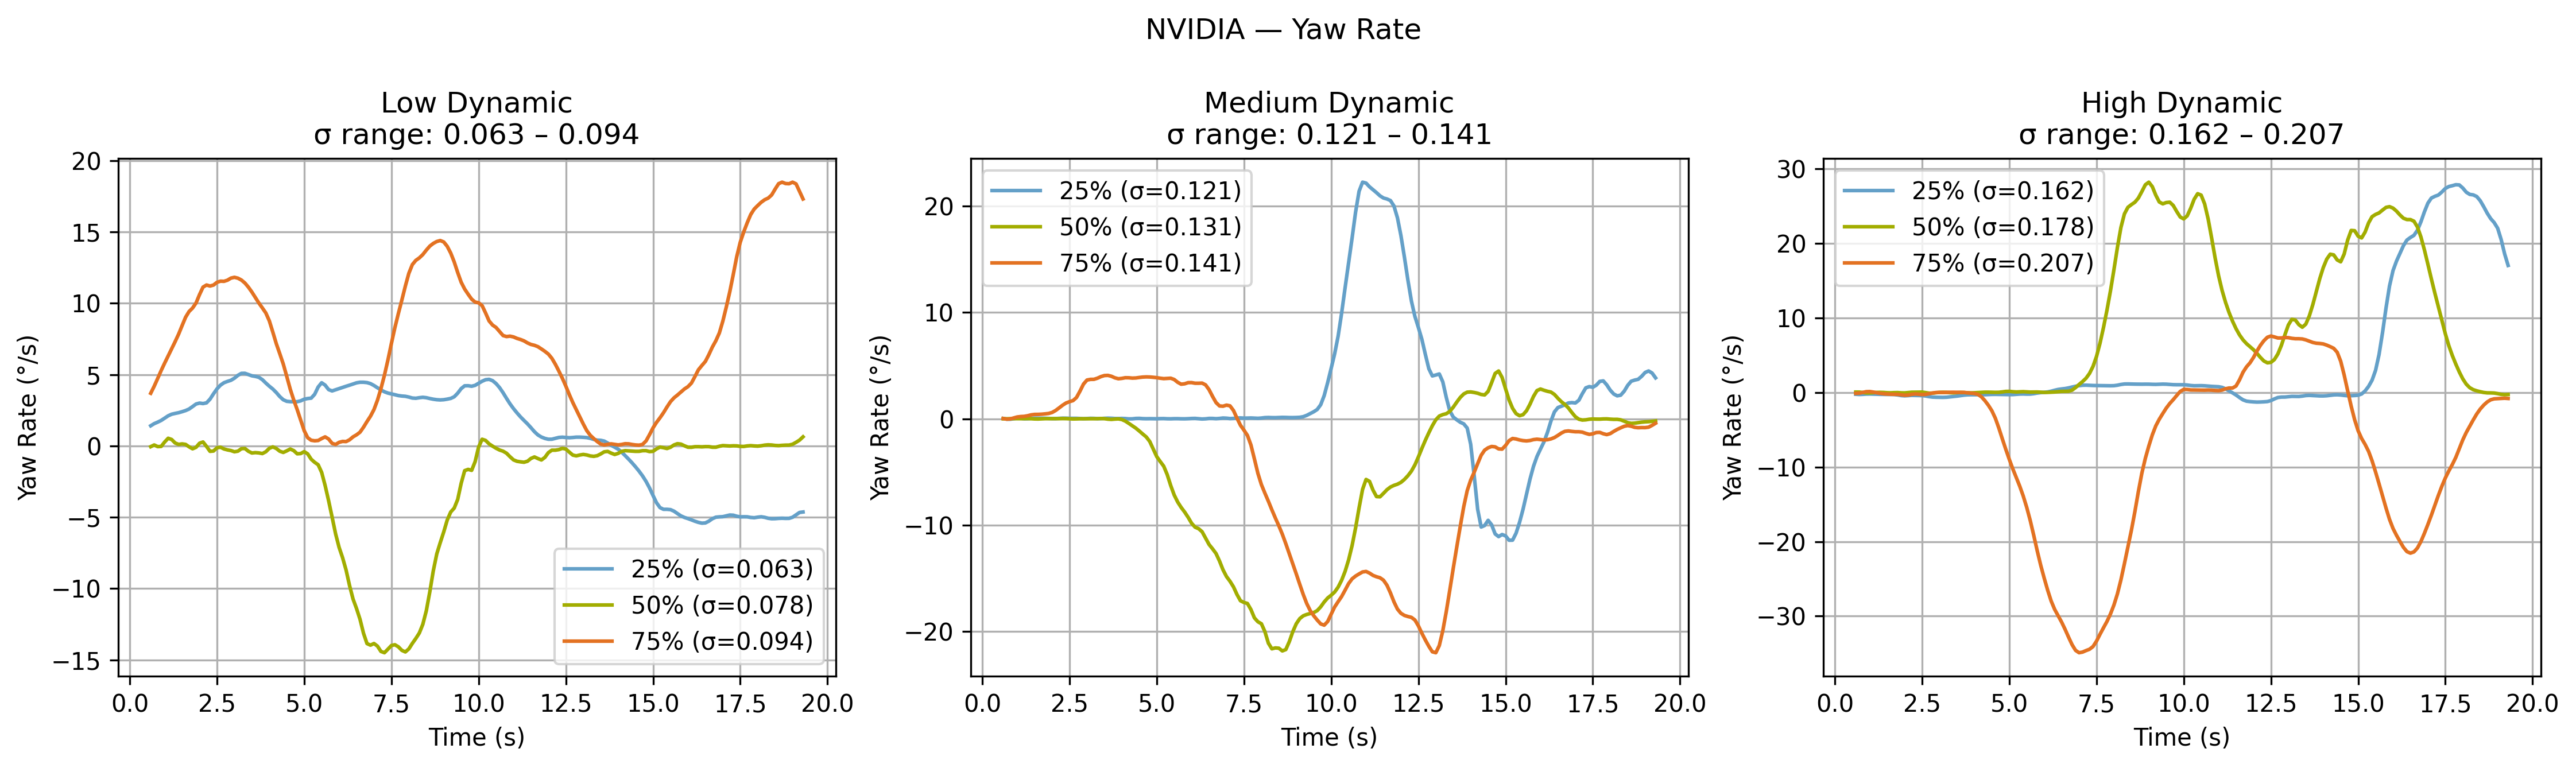 NVIDIA — Yaw Rate
Low Dynamic
σ range: 0.063 – 0.094
Yaw Rate (°/s)
20
15
10
5
0
−5
−10
−15
25% (σ=0.063)
50% (σ=0.078)
75% (σ=0.094)
0.0 2.5 5.0 7.5 10.0 12.5 15.0 17.5 20.0
Time (s)
Medium Dynamic
σ range: 0.121 – 0.141
Yaw Rate (°/s)
20
10
0
−10
−20
25% (σ=0.121)
50% (σ=0.131)
75% (σ=0.141)
0.0 2.5 5.0 7.5 10.0 12.5 15.0 17.5 20.0
Time (s)
High Dynamic
σ range: 0.162 – 0.207
Yaw Rate (°/s)
30
20
10
0
−10
−20
−30
25% (σ=0.162)
50% (σ=0.178)
75% (σ=0.207)
0.0 2.5 5.0 7.5 10.0 12.5 15.0 17.5 20.0
Time (s)